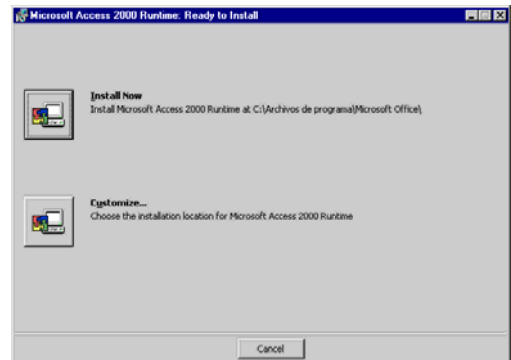 Microsoft Access 2000 Runtime: Ready to Install
Install Now
Install Microsoft Access 2000 Runtime at C:\Archivos de programa\Microsoft Office\
Customize...
Choose the installation location for Microsoft Access 2000 Runtime
Cancel